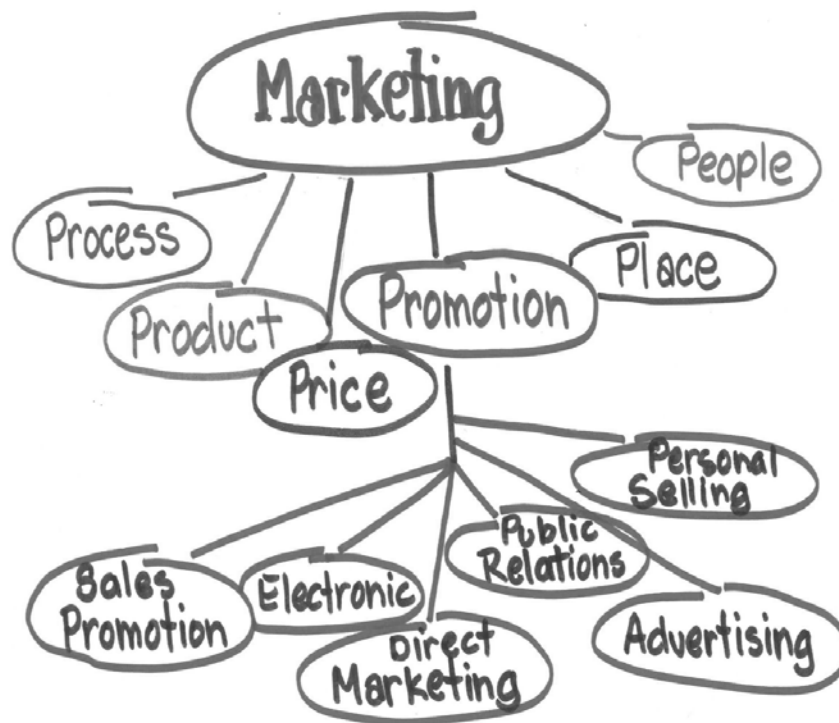 Marketing
People
Process
Place
Promotion
Product
Price
Personal
Selling
Public
Relations
Sales
Promotion
Electronic
Advertising
Direct
Marketing